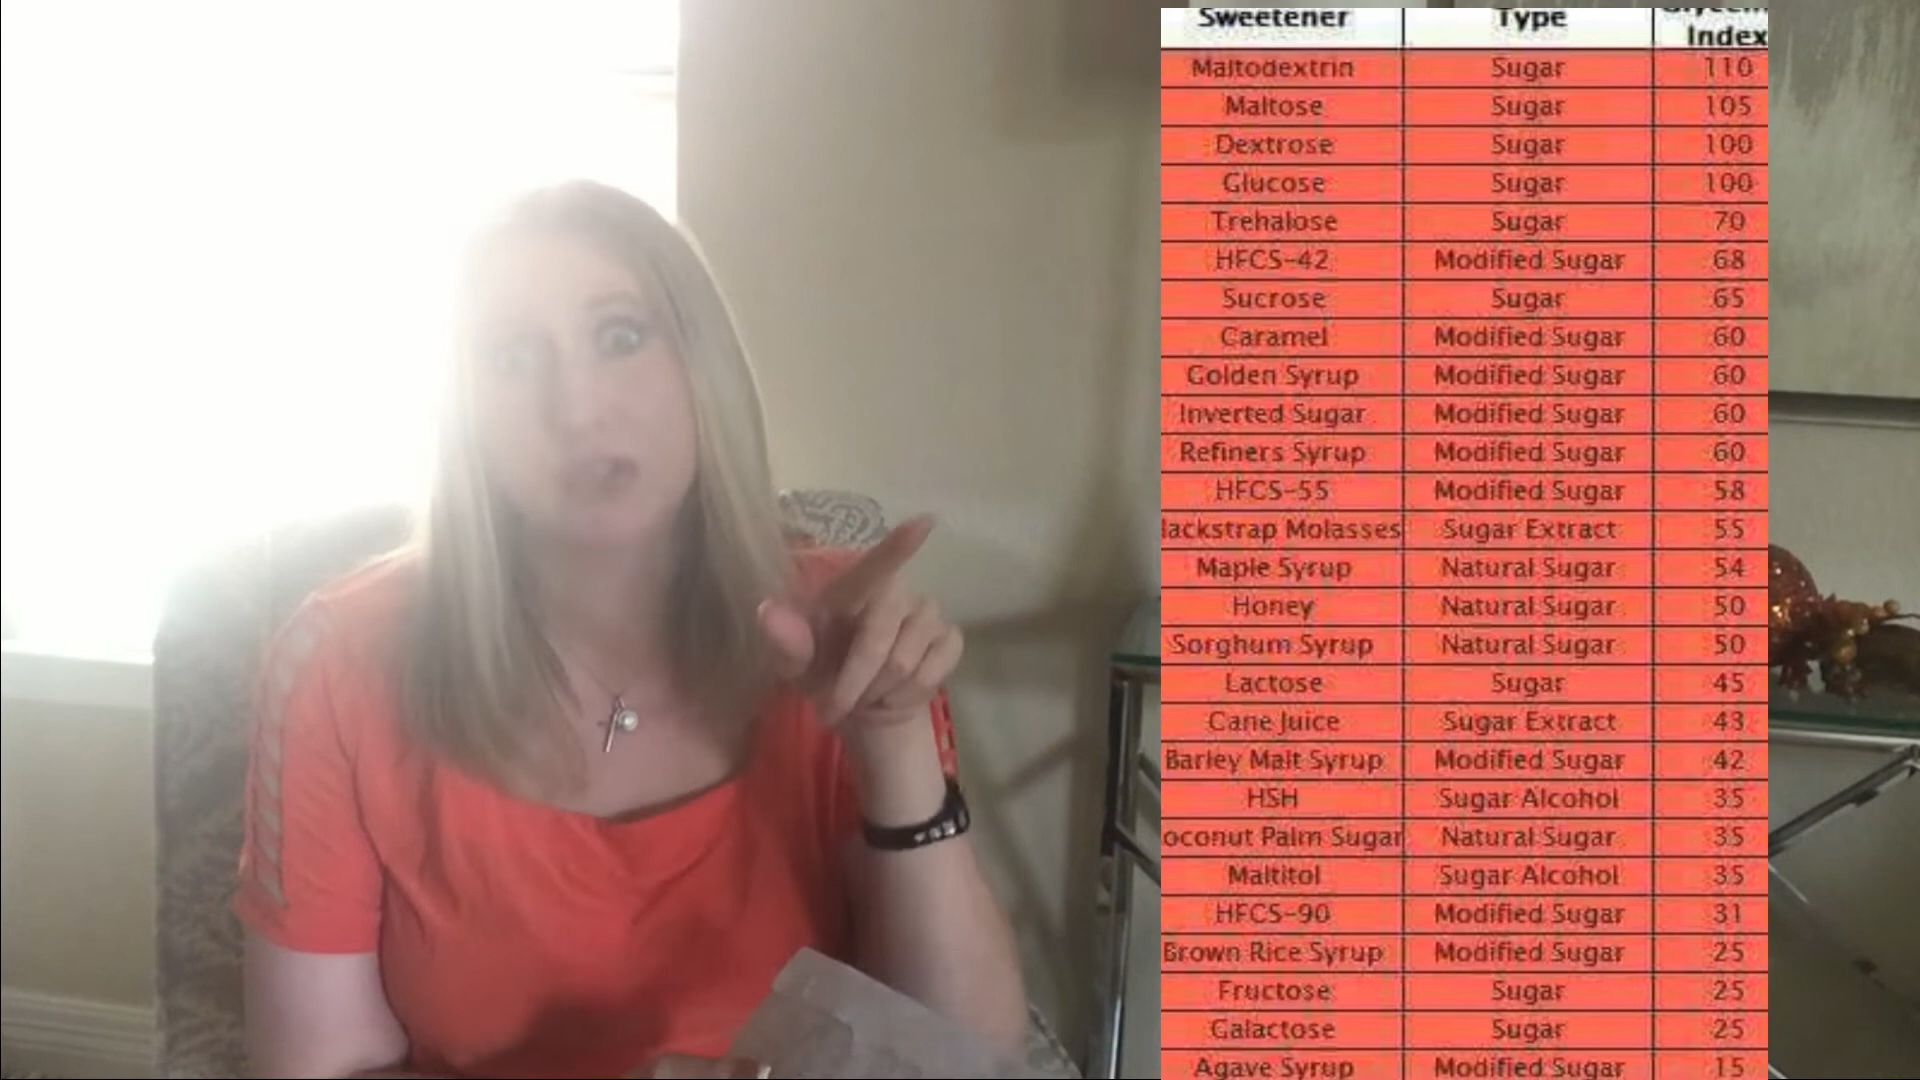 Sweetener Type Index
Maltodextrin Sugar 110
Maltose Sugar 105
Dextrose Sugar 100
Glucose Sugar 100
Trehalose Sugar 70
HFCS-42 Modified Sugar 68
Sucrose Sugar 65
Caramel Modified Sugar 60
Golden Syrup Modified Sugar 60
Inverted Sugar Modified Sugar 60
Refiners Syrup Modified Sugar 60
HFCS-55 Modified Sugar 58
lackstrap Molasses Sugar Extract 55
Maple Syrup Natural Sugar 54
Honey Natural Sugar 50
Sorghum Syrup Natural Sugar 50
Lactose Sugar 45
Cane Juice Sugar Extract 43
Barley Malt Syrup Modified Sugar 42
HSH Sugar Alcohol 35
oconut Palm Sugar Natural Sugar 35
Maltitol Sugar Alcohol 35
HFCS-90 Modified Sugar 31
Brown Rice Syrup Modified Sugar 25
Fructose Sugar 25
Galactose Sugar 25
Agave Syrup Modified Sugar 15